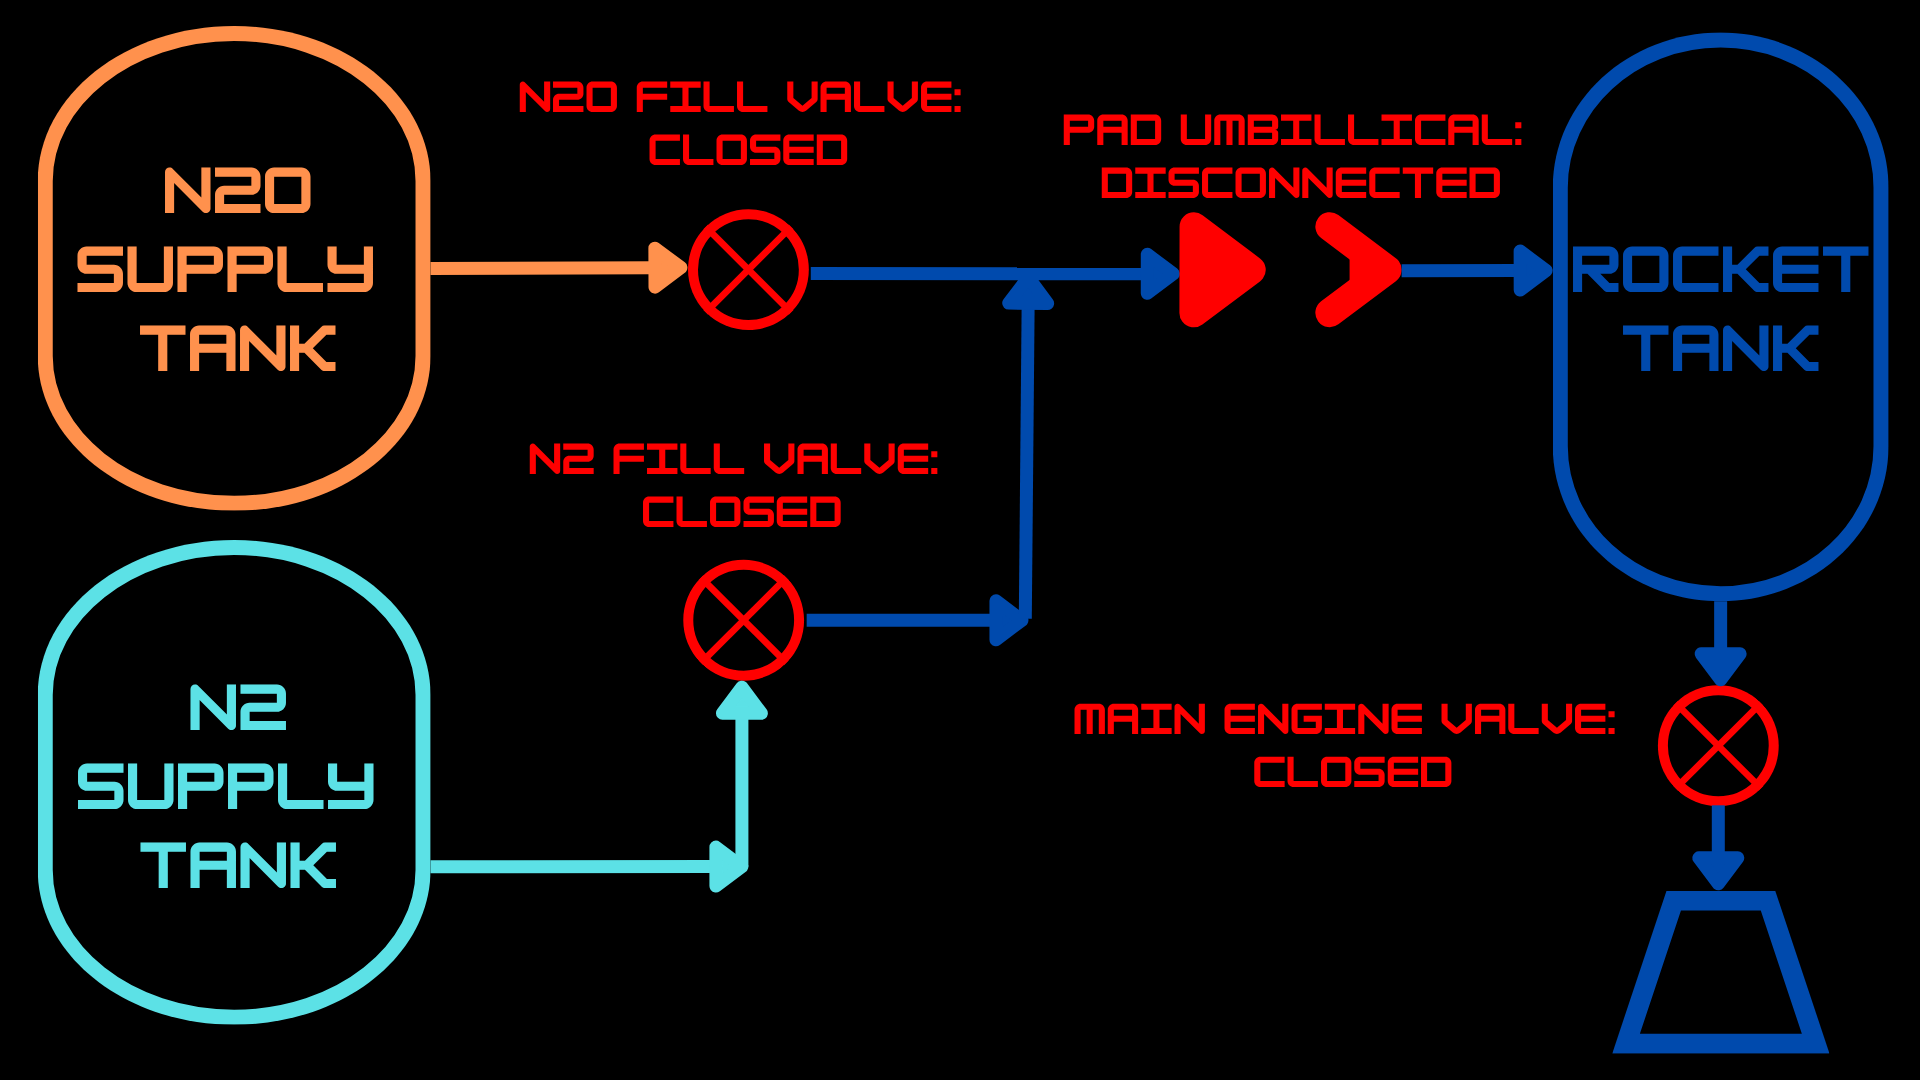 N2O FILL VALVE:
CLOSED
PAD UMBILLICAL:
DISCONNECTED
N2O
SUPPLY
TANK
ROCKET
TANK
N2 FILL VALVE:
CLOSED
N2
SUPPLY
TANK
MAIN ENGINE VALVE:
CLOSED